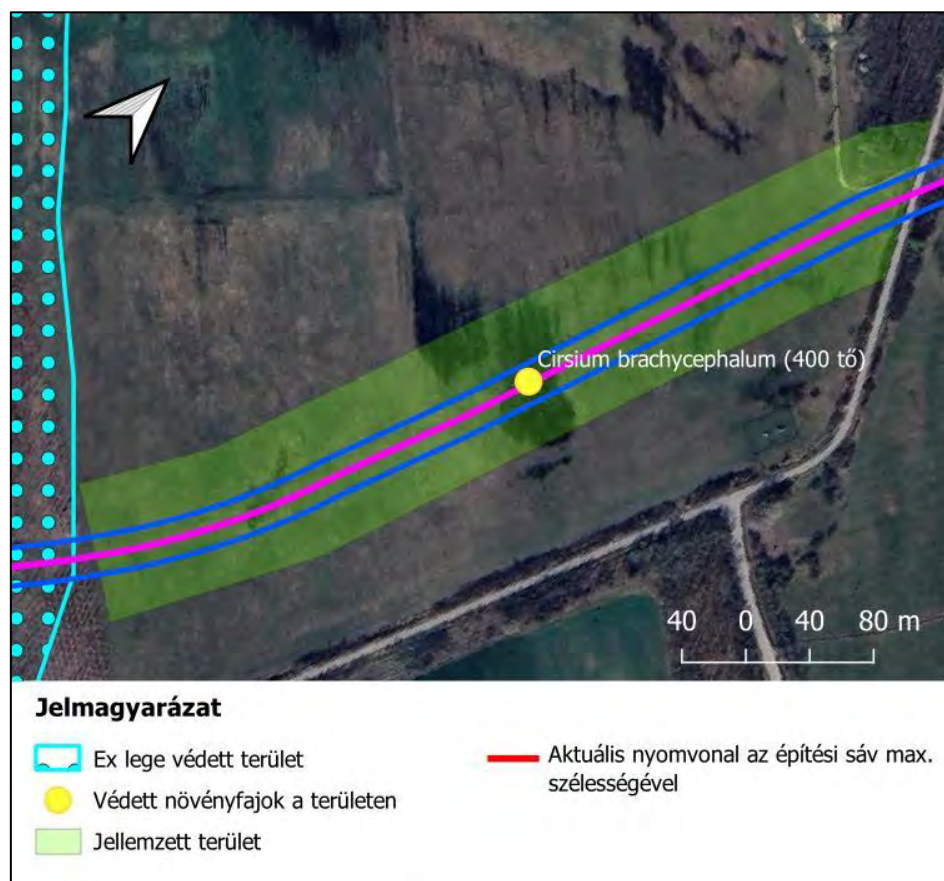 Cirsium brachycephalum (400 tő)
40 0 40 80 m
Jelmagyarázat
Ex lege védett terület
Védett növényfajok a területen
Jellemzett terület
Aktuális nyomvonal az építési sáv max.
szélességével